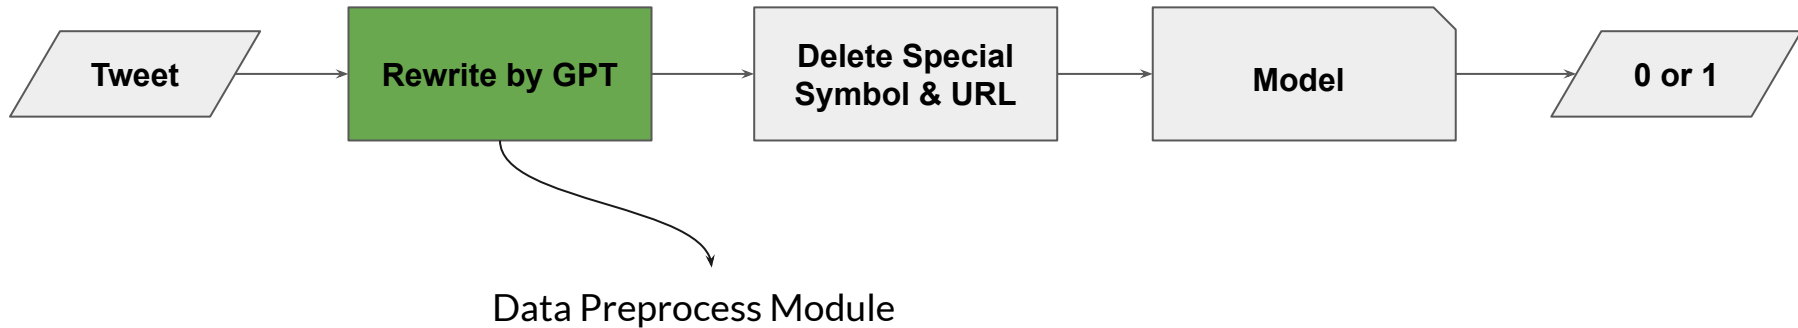 Tweet
Rewrite by GPT
Delete Special
Symbol & URL
Model
0 or 1
Data Preprocess Module